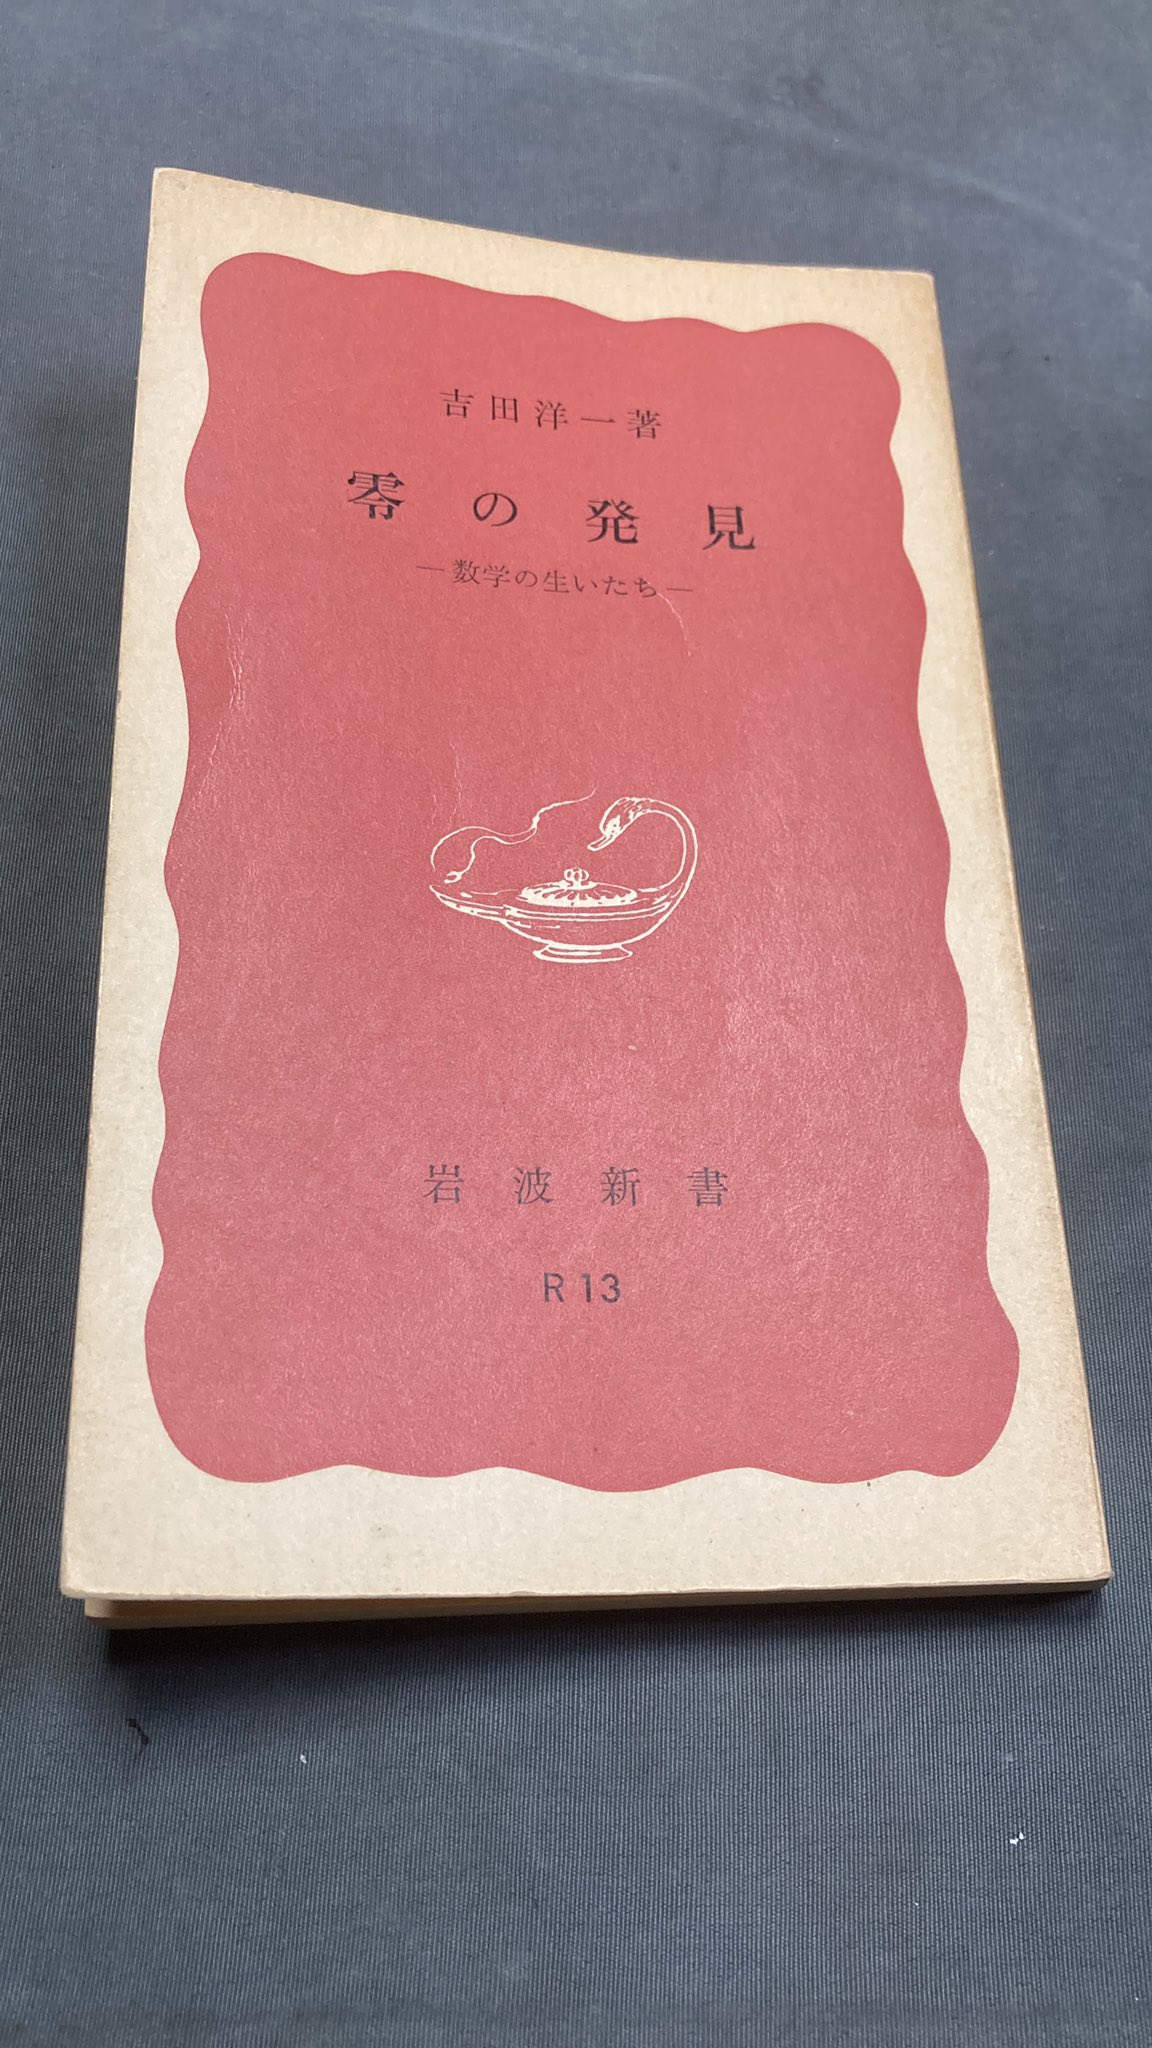 吉田洋一著
零の発見
―数学の生いたち―
岩波新書
R 13